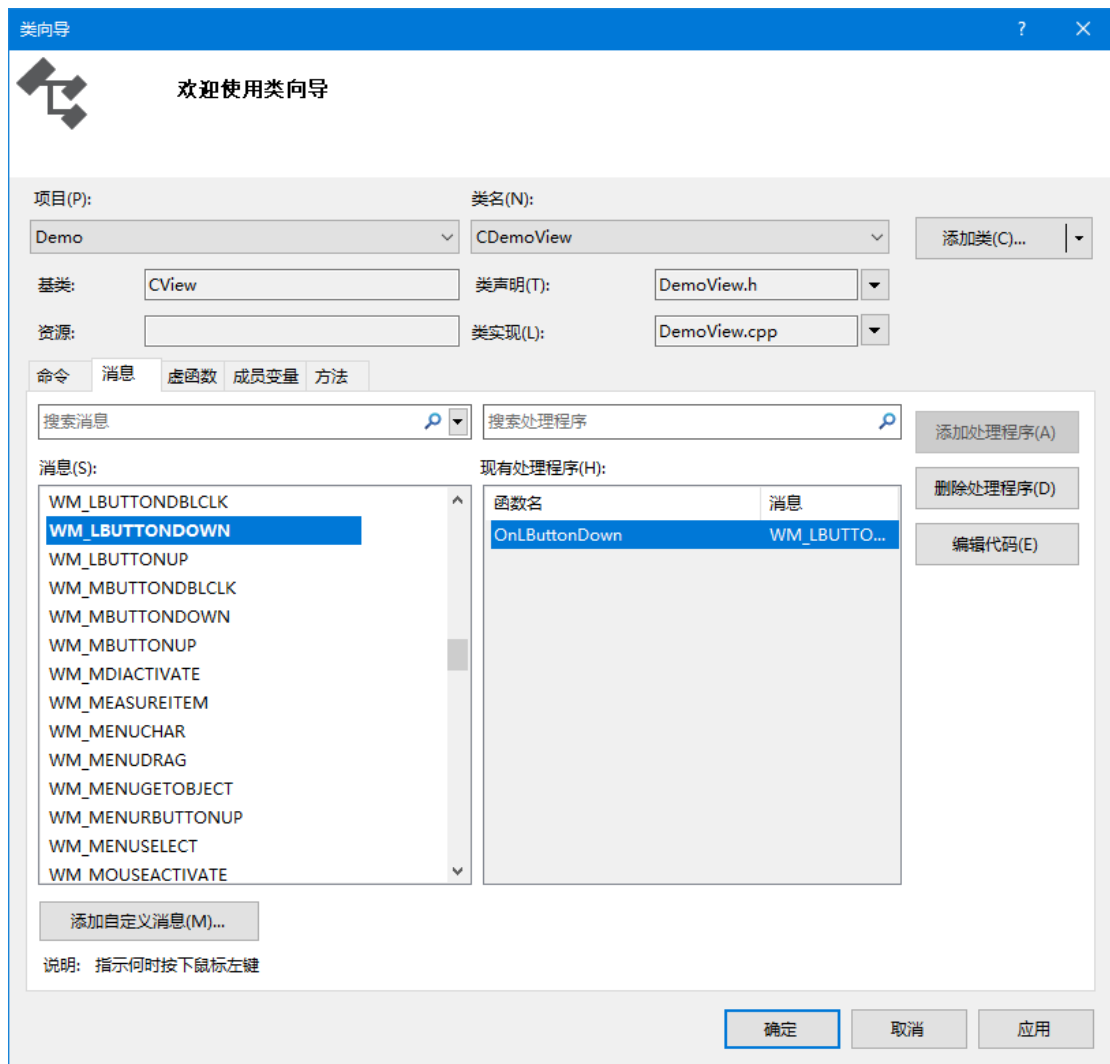 类向导
欢迎使用类向导
项目(P): 类名(N):
Demo CDemoView 添加类(C)...
基类: CView 类声明(T): DemoView.h
资源: 类实现(L): DemoView.cpp
命令 消息 虚函数 成员变量 方法
搜索消息 搜索处理程序 添加处理程序(A)
消息(S): 现有处理程序(H):
删除处理程序(D)
WM_LBUTTONDBLCLK 函数名 消息
WM_LBUTTONDOWN OnLButtonDown WM_LBUTTO...
编辑代码(E)
WM_LBUTTONUP
WM_MBUTTONDBLCLK
WM_MBUTTONDOWN
WM_MBUTTONUP
WM_MDIACTIVATE
WM_MEASUREITEM
WM_MENUCHAR
WM_MENUDRAG
WM_MENUGETOBJECT
WM_MENURBUTTONUP
WM_MENUSELECT
WM_MOUSEACTIVATE
添加自定义消息(M)...
说明: 指示何时按下鼠标左键
确定 取消 应用